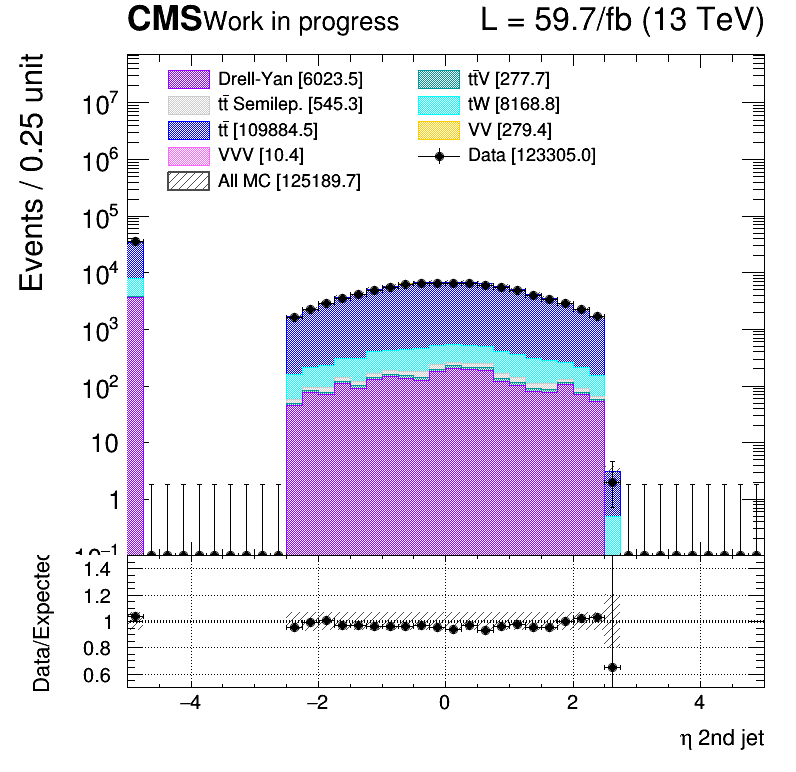 CMS Work in progress L = 59.7/fb (13 TeV)
Events / 0.25 unit
Drell-Yan [6023.5] tt̄V [277.7]
tt̄ Semilep. [545.3] tW [8168.8]
tt̄ [109884.5] VV [279.4]
VVV [10.4] Data [123305.0]
All MC [125189.7]
10⁷
10⁶
10⁵
10⁴
10³
10²
10
1
10⁻¹
Data/Expected
1.4
1.2
1
0.8
0.6
−4 −2 0 2 4
η 2nd jet